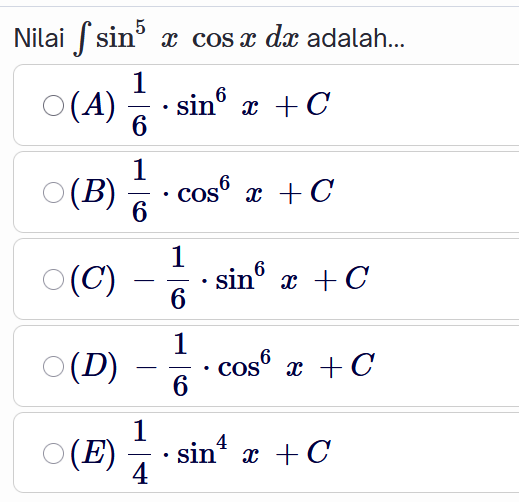 Nilai ∫ sin⁵ x cos x dx adalah...
(A) 1/6 · sin⁶ x + C
(B) 1/6 · cos⁶ x + C
(C) − 1/6 · sin⁶ x + C
(D) − 1/6 · cos⁶ x + C
(E) 1/4 · sin⁴ x + C